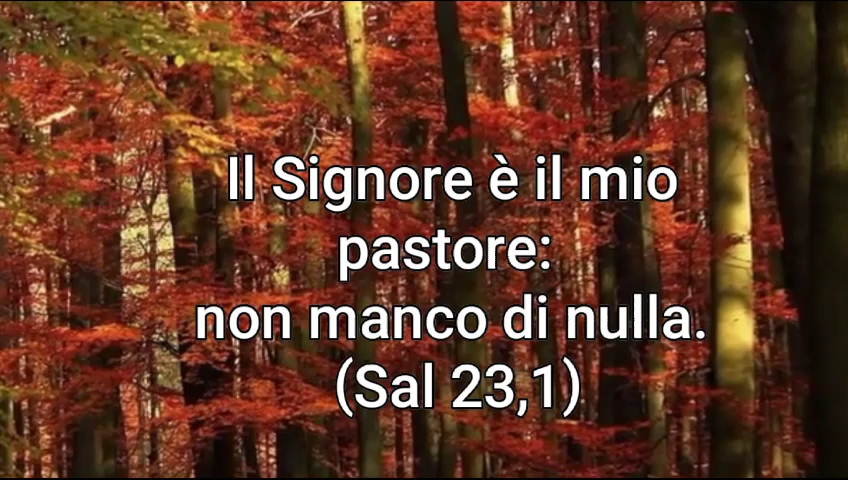 Il Signore è il mio
pastore:
non manco di nulla.
(Sal 23,1)